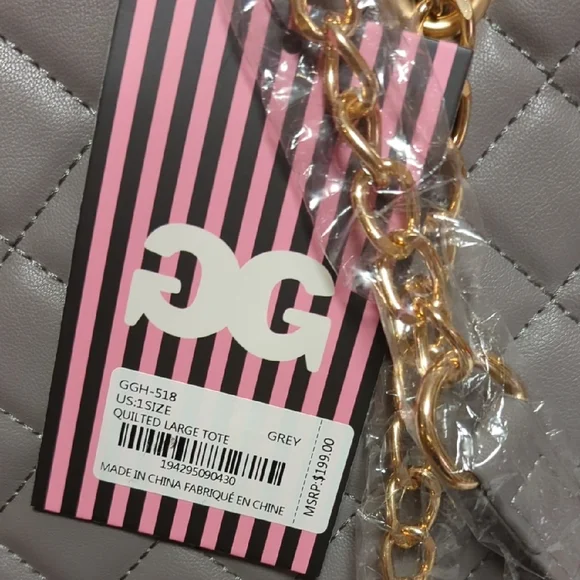 GG
GGH-518
US:1SIZE
QUILTED LARGE TOTE GREY
194295090430
MADE IN CHINA FABRIQUÉ EN CHINE
MSRP:$199.00